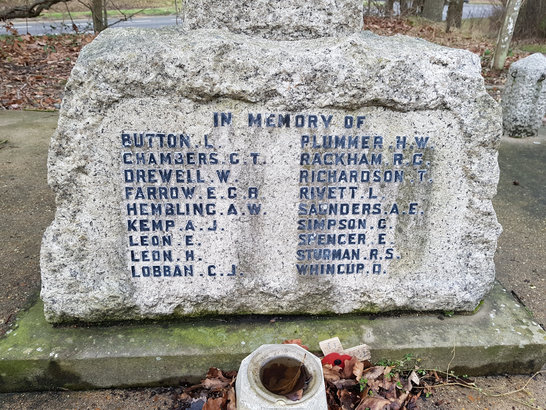 IN MEMORY OF
BUTTON. L.
CHAMBERS. G. T.
DREWELL. W.
FARROW. E. G. R.
HEMBLING. A. W.
KEMP. A. J.
LEON. E.
LEON. H.
LOBBAN. C. J.
PLUMMER. H. W.
RACKHAM. R. G.
RICHARDSON. T.
RIVETT. L.
SAUNDERS. A. E.
SIMPSON. G.
SPENCER. E.
STURMAN. R. S.
WHINCUP. D.